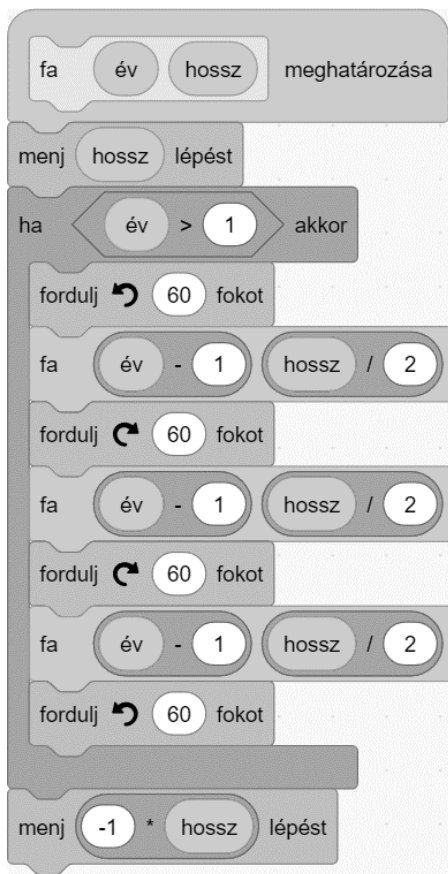 fa év hossz meghatározása
menj hossz lépést
ha év > 1 akkor
fordulj 60 fokot
fa év - 1 hossz / 2
fordulj 60 fokot
fa év - 1 hossz / 2
fordulj 60 fokot
fa év - 1 hossz / 2
fordulj 60 fokot
menj -1 * hossz lépést